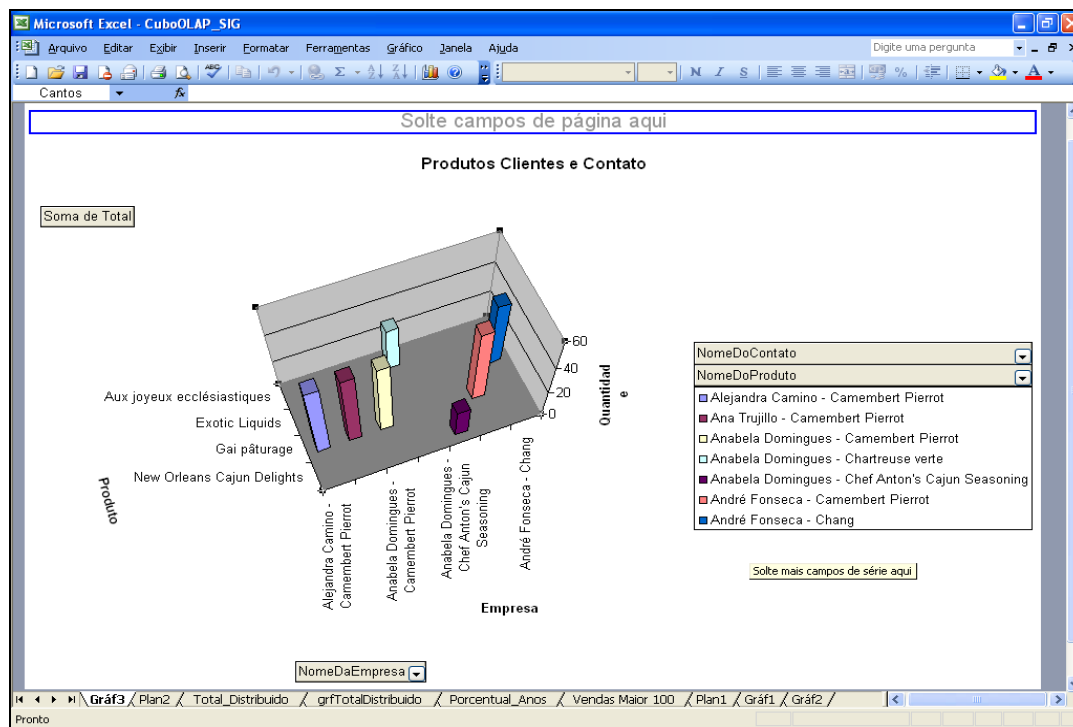 Microsoft Excel - CuboOLAP_SIG
Arquivo Editar Exibir Inserir Formatar Ferramentas Gráfico Janela Ajuda
Digite uma pergunta
N I S
%
A
Cantos
fx
Solte campos de página aqui
Produtos Clientes e Contato
Soma de Total
60
40
20
0
Quantidad
e
Aux joyeux ecclésiastiques
Exotic Liquids
Gai pâturage
New Orleans Cajun Delights
Produto
Alejandra Camino -
Camembert Pierrot
Anabela Domingues -
Camembert Pierrot
Anabela Domingues -
Chef Anton's Cajun
Seasoning
André Fonseca - Chang
Empresa
NomeDoContato
NomeDoProduto
Alejandra Camino - Camembert Pierrot
Ana Trujillo - Camembert Pierrot
Anabela Domingues - Camembert Pierrot
Anabela Domingues - Chartreuse verte
Anabela Domingues - Chef Anton's Cajun Seasoning
André Fonseca - Camembert Pierrot
André Fonseca - Chang
Solte mais campos de série aqui
NomeDaEmpresa
Gráf3 Plan2 Total_Distribuido grfTotalDistribuido Porcentual_Anos Vendas Maior 100 Plan1 Gráf1 Gráf2
Pronto